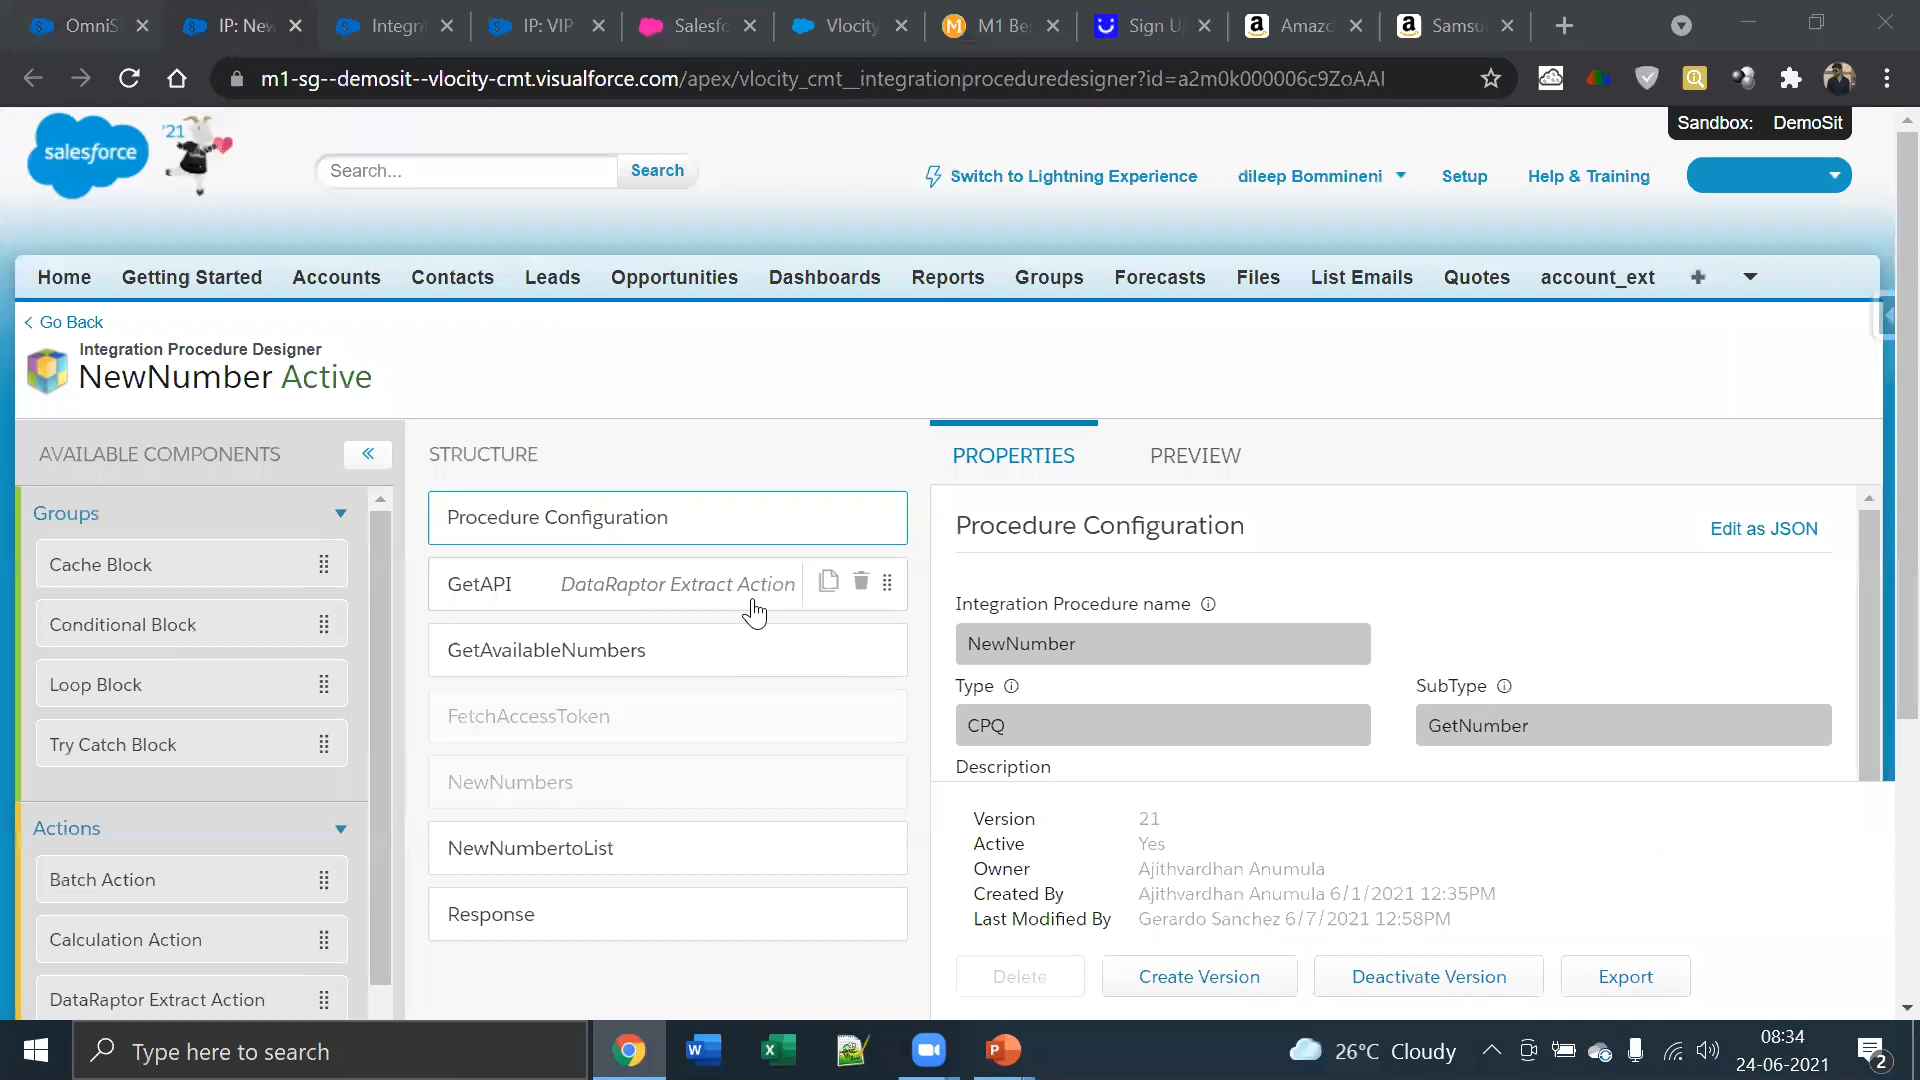 OmniS
IP: New
Integr
IP: VIP
Salesfo
Vlocity
M1 Be
Sign U
Amazo
Samsu
m1-sg--demosit--vlocity-cmt.visualforce.com/apex/vlocity_cmt__integrationproceduredesigner?id=a2m0k000006c9ZoAAI
Sandbox: DemoSit
salesforce
'21
Search...
Search
Switch to Lightning Experience
dileep Bommineni
Setup
Help & Training
Home
Getting Started
Accounts
Contacts
Leads
Opportunities
Dashboards
Reports
Groups
Forecasts
Files
List Emails
Quotes
account_ext
Go Back
Integration Procedure Designer
NewNumber Active
AVAILABLE COMPONENTS
Groups
Cache Block
Conditional Block
Loop Block
Try Catch Block
Actions
Batch Action
Calculation Action
DataRaptor Extract Action
STRUCTURE
Procedure Configuration
GetAPI DataRaptor Extract Action
GetAvailableNumbers
FetchAccessToken
NewNumbers
NewNumbertoList
Response
PROPERTIES
PREVIEW
Procedure Configuration
Edit as JSON
Integration Procedure name
NewNumber
Type
SubType
CPQ
GetNumber
Description
Version 21
Active Yes
Owner Ajithvardhan Anumula
Created By Ajithvardhan Anumula 6/1/2021 12:35PM
Last Modified By Gerardo Sanchez 6/7/2021 12:58PM
Delete
Create Version
Deactivate Version
Export
Type here to search
26°C Cloudy
08:34
24-06-2021
2